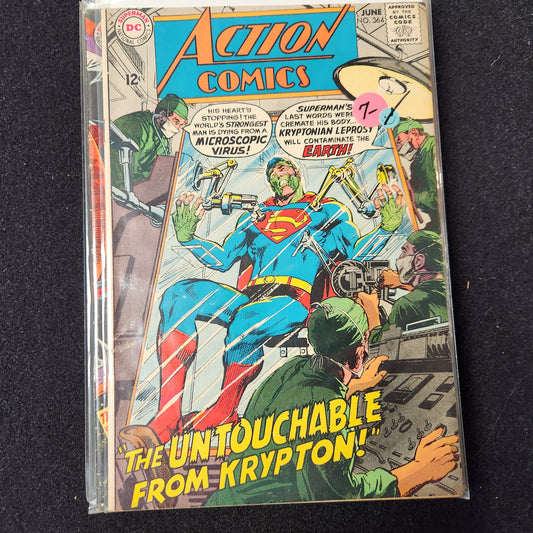 SUPERMAN
DC
NATIONAL COMICS
12¢
ACTION
COMICS
JUNE
NO. 364
APPROVED
BY THE
COMICS
CODE
AUTHORITY
7-
HIS HEART'S
STOPPING! THE
WORLD'S STRONGEST
MAN IS DYING FROM A
MICROSCOPIC
VIRUS!
SUPERMAN'S
LAST WORDS WERE
CREMATE HIS BODY...
KRYPTONIAN LEPROSY
WILL CONTAMINATE THE
EARTH!
S
"THE UNTOUCHABLE
FROM KRYPTON!"